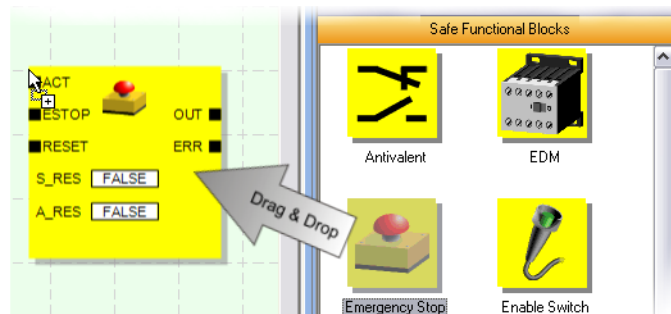 Safe Functional Blocks
ACT
ESTOP OUT
RESET ERR
S_RES FALSE
A_RES FALSE
Drag & Drop
Antivalent EDM
Emergency Stop Enable Switch